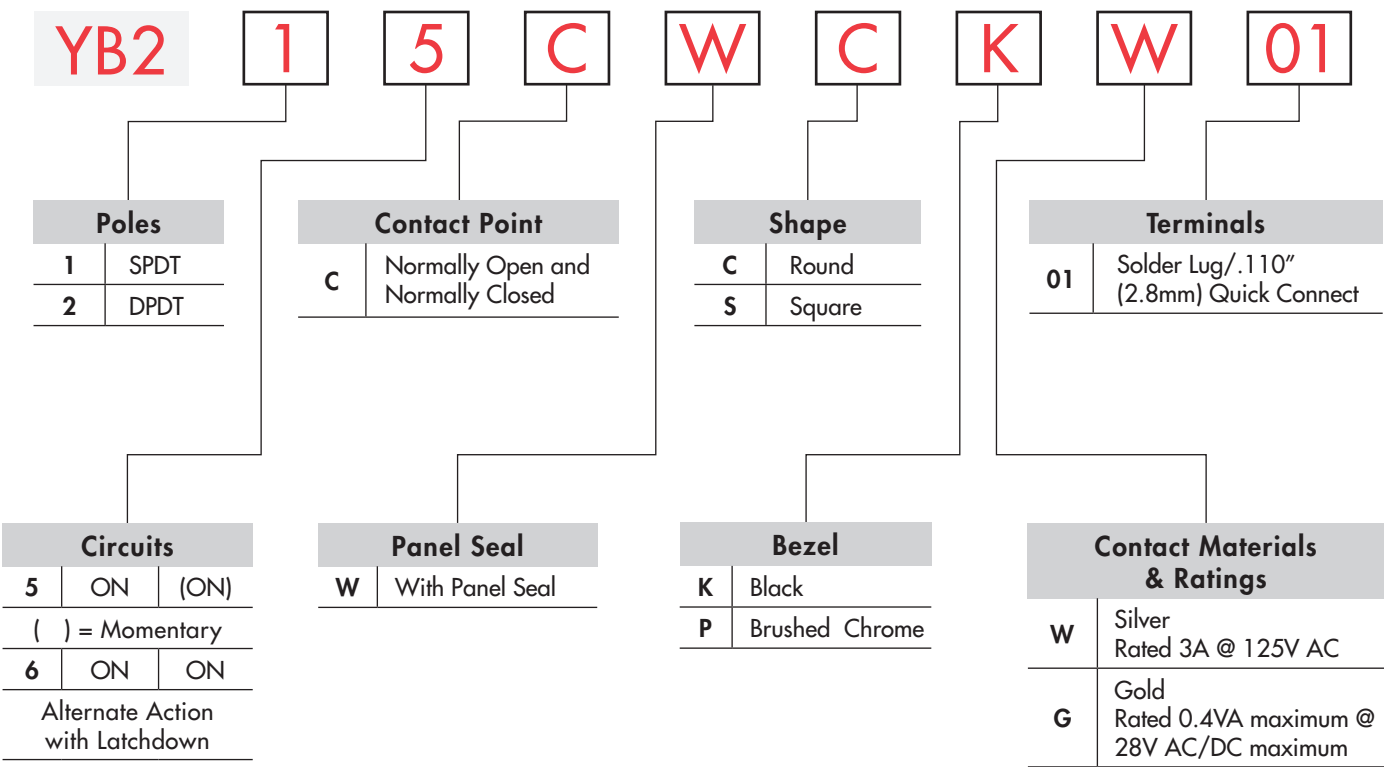 YB2 1 5 C W C K W 01
Poles
1 SPDT
2 DPDT
Contact Point
C Normally Open and
Normally Closed
Shape
C Round
S Square
Terminals
01 Solder Lug/.110"
(2.8mm) Quick Connect
Circuits
5 ON (ON)
( ) = Momentary
6 ON ON
Alternate Action
with Latchdown
Panel Seal
W With Panel Seal
Bezel
K Black
P Brushed Chrome
Contact Materials
& Ratings
W Silver
Rated 3A @ 125V AC
G Gold
Rated 0.4VA maximum @
28V AC/DC maximum